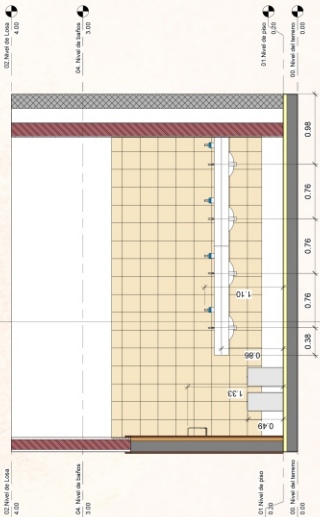 02.Nivel de Losa
4.00
04. Nivel de baños
3.00
01.Nivel de piso
0.20
00. Nivel del terreno
0.00
0.98
0.76
0.76
0.76
0.38
1.10
0.86
1.33
0.49
02.Nivel de Losa
4.00
04. Nivel de baños
3.00
01.Nivel de piso
0.20
00. Nivel del terreno
0.00